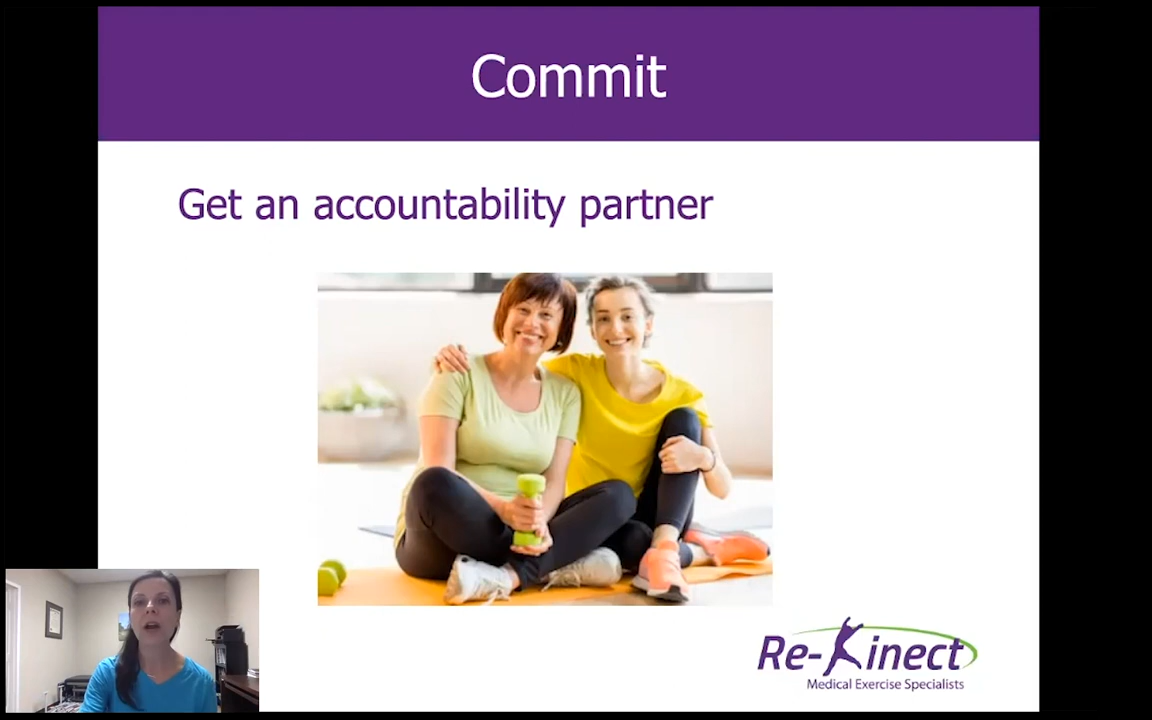 Commit
Get an accountability partner
Re-Kinect
Medical Exercise Specialists